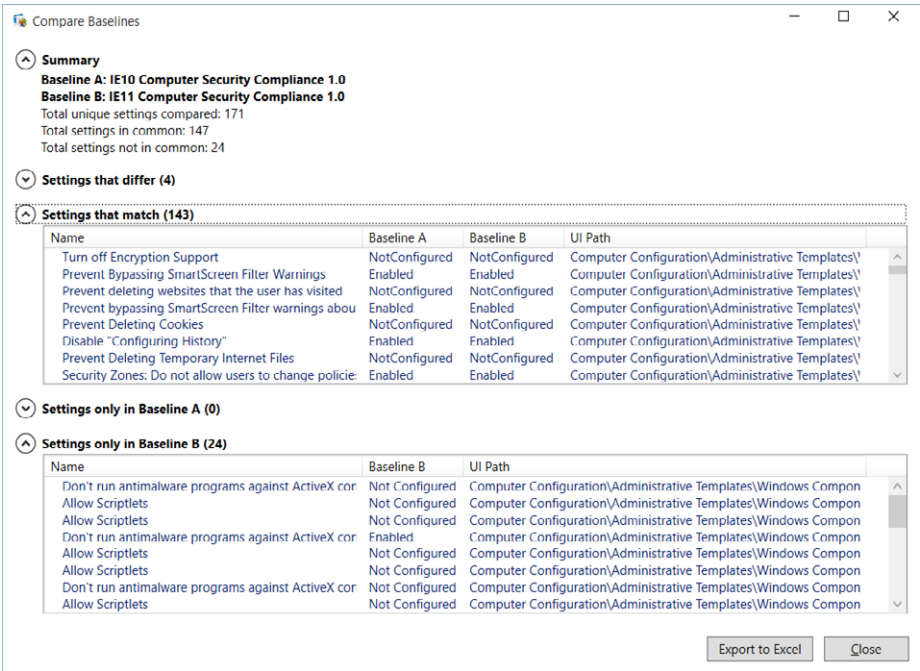 Compare Baselines
Summary
Baseline A: IE10 Computer Security Compliance 1.0
Baseline B: IE11 Computer Security Compliance 1.0
Total unique settings compared: 171
Total settings in common: 147
Total settings not in common: 24
Settings that differ (4)
Settings that match (143)
Name Baseline A Baseline B UI Path
Turn off Encryption Support NotConfigured NotConfigured Computer Configuration\Administrative Templates\
Prevent Bypassing SmartScreen Filter Warnings Enabled Enabled Computer Configuration\Administrative Templates\
Prevent deleting websites that the user has visited NotConfigured NotConfigured Computer Configuration\Administrative Templates\
Prevent bypassing SmartScreen Filter warnings abou Enabled Enabled Computer Configuration\Administrative Templates\
Prevent Deleting Cookies NotConfigured NotConfigured Computer Configuration\Administrative Templates\
Disable "Configuring History" Enabled Enabled Computer Configuration\Administrative Templates\
Prevent Deleting Temporary Internet Files NotConfigured NotConfigured Computer Configuration\Administrative Templates\
Security Zones: Do not allow users to change policies Enabled Enabled Computer Configuration\Administrative Templates\
Settings only in Baseline A (0)
Settings only in Baseline B (24)
Name Baseline B UI Path
Don't run antimalware programs against ActiveX con Not Configured Computer Configuration\Administrative Templates\Windows Compon
Allow Scriptlets Not Configured Computer Configuration\Administrative Templates\Windows Compon
Allow Scriptlets Not Configured Computer Configuration\Administrative Templates\Windows Compon
Don't run antimalware programs against ActiveX con Enabled Computer Configuration\Administrative Templates\Windows Compon
Allow Scriptlets Not Configured Computer Configuration\Administrative Templates\Windows Compon
Allow Scriptlets Not Configured Computer Configuration\Administrative Templates\Windows Compon
Don't run antimalware programs against ActiveX con Not Configured Computer Configuration\Administrative Templates\Windows Compon
Allow Scriptlets Not Configured Computer Configuration\Administrative Templates\Windows Compon
Export to Excel Close